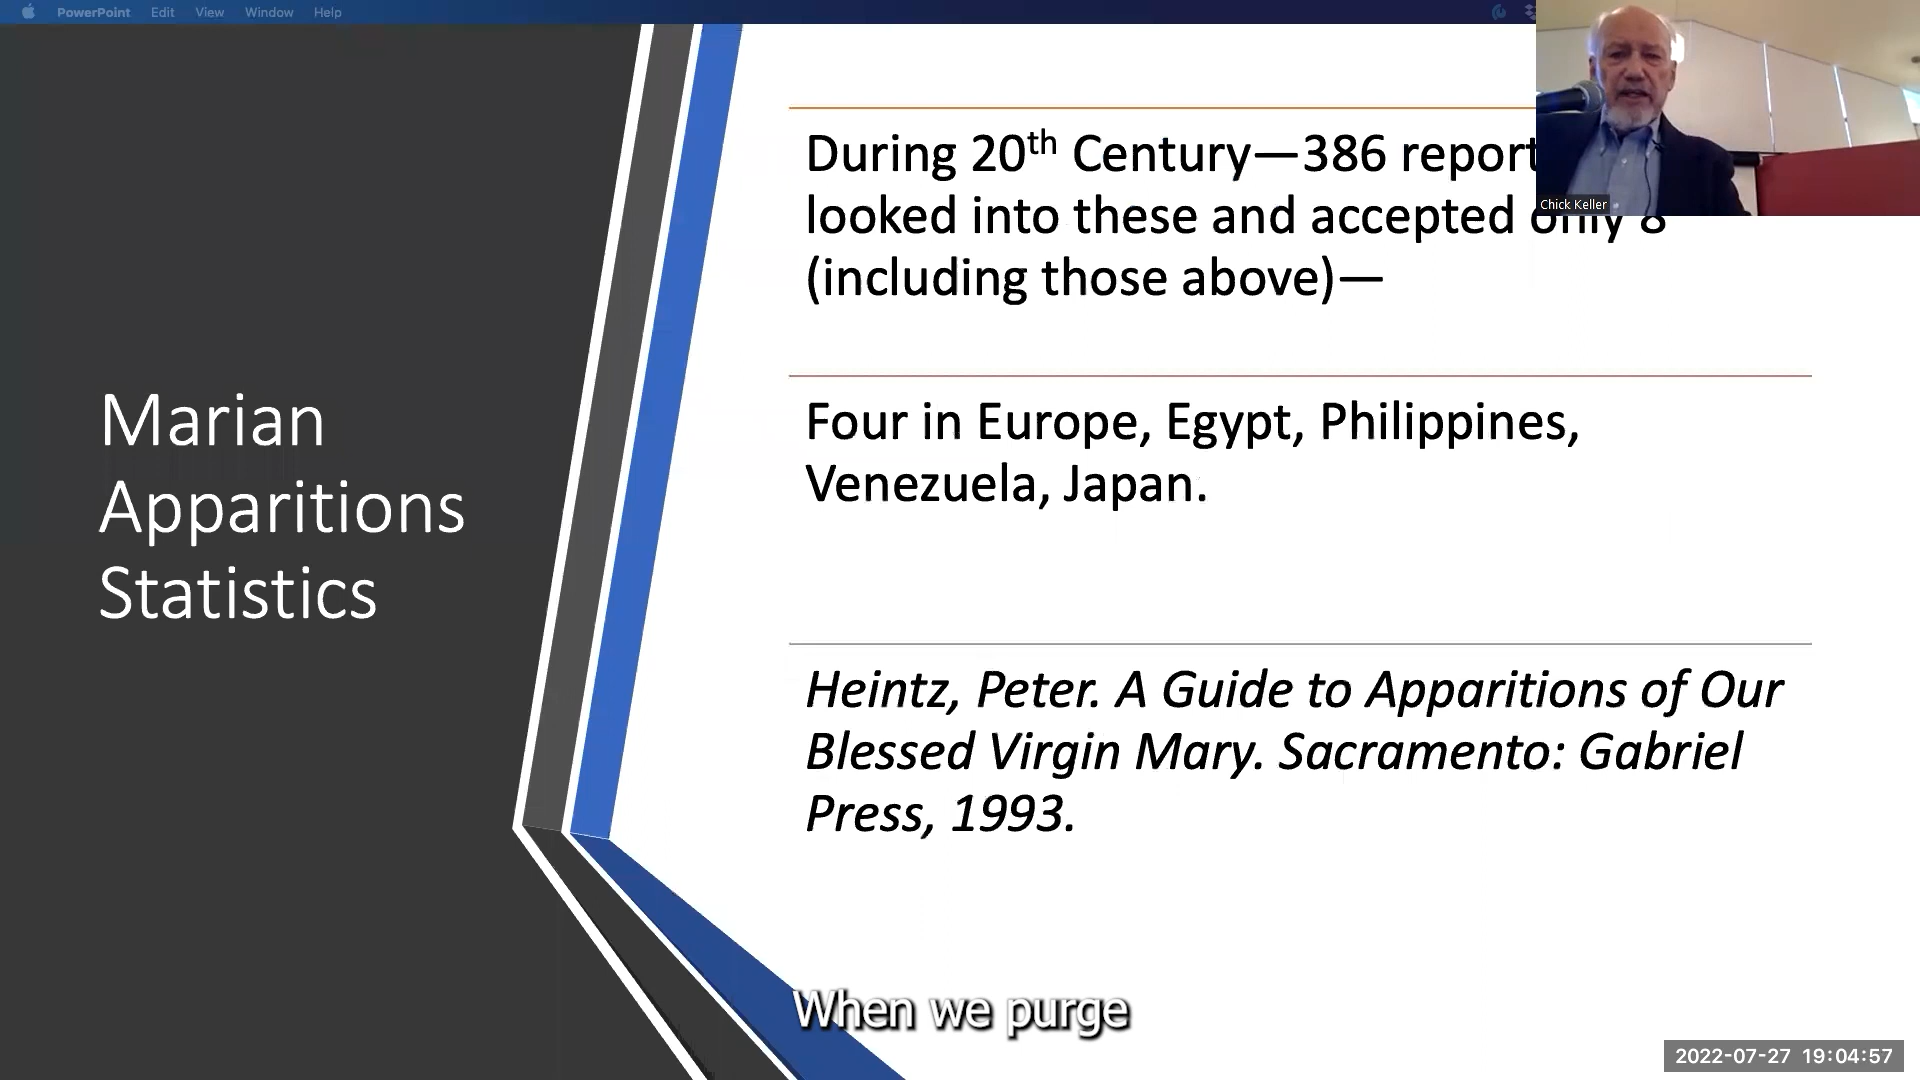 PowerPoint Edit View Window Help
Chick Keller
Marian
Apparitions
Statistics
During 20th Century—386 report
looked into these and accepted only 8
(including those above)—
Four in Europe, Egypt, Philippines,
Venezuela, Japan.
Heintz, Peter. A Guide to Apparitions of Our
Blessed Virgin Mary. Sacramento: Gabriel
Press, 1993.
When we purge
2022-07-27 19:04:57